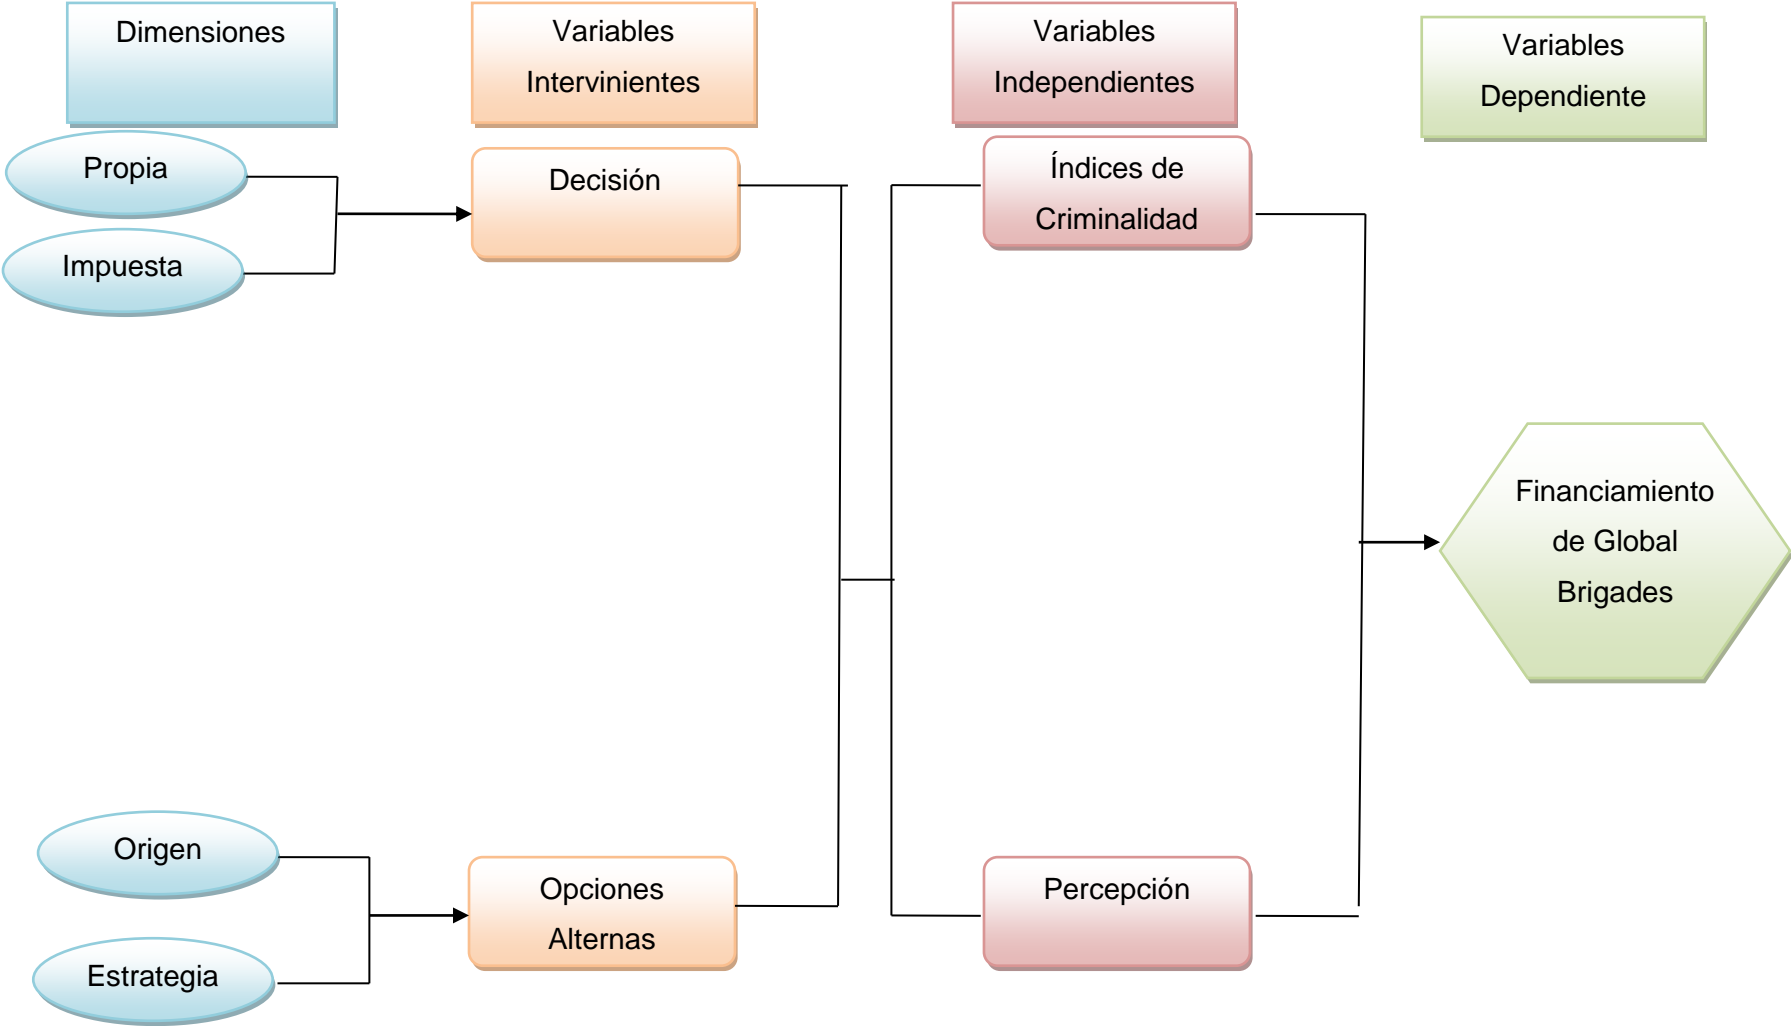 Dimensiones
Variables
Intervinientes
Variables
Independientes
Variables
Dependiente
Propia
Impuesta
Decisión
Índices de
Criminalidad
Financiamiento
de Global
Brigades
Origen
Estrategia
Opciones
Alternas
Percepción